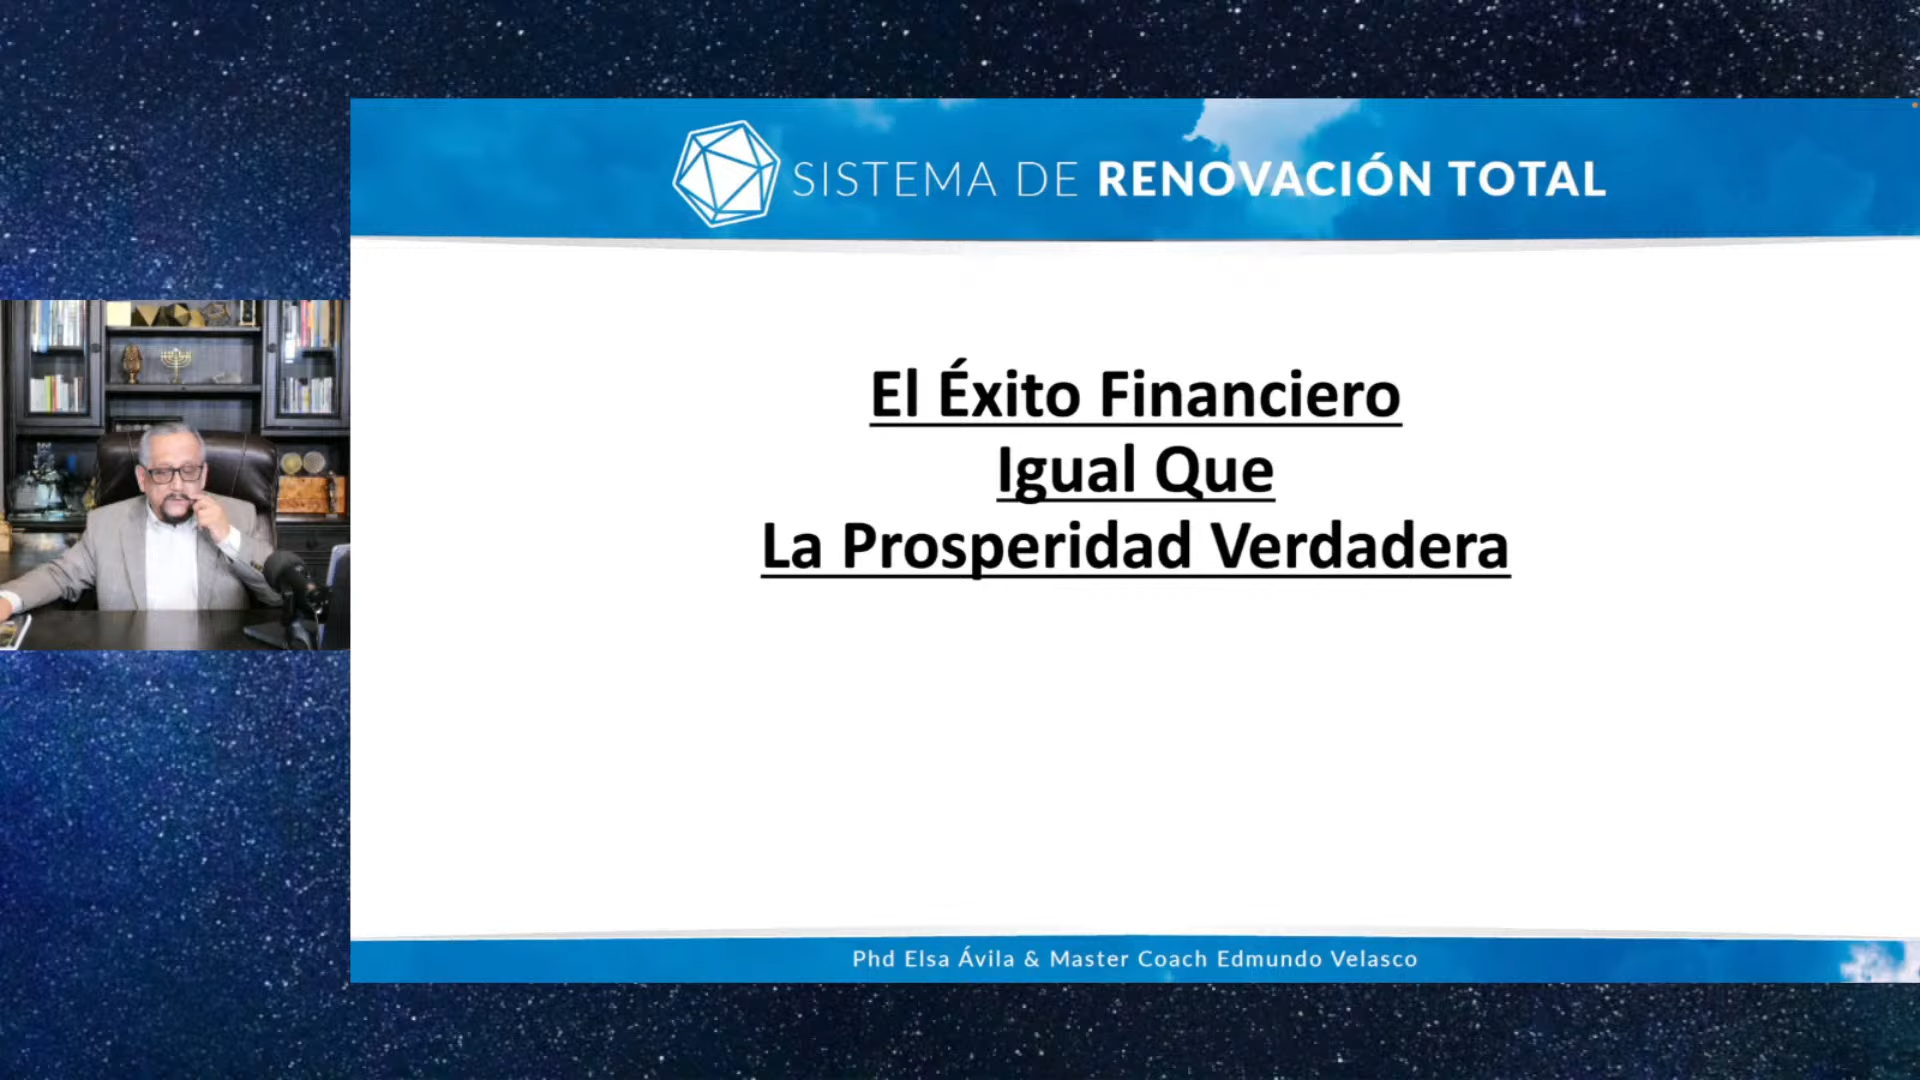 SISTEMA DE RENOVACIÓN TOTAL
El Éxito Financiero
Igual Que
La Prosperidad Verdadera
Phd Elsa Ávila & Master Coach Edmundo Velasco